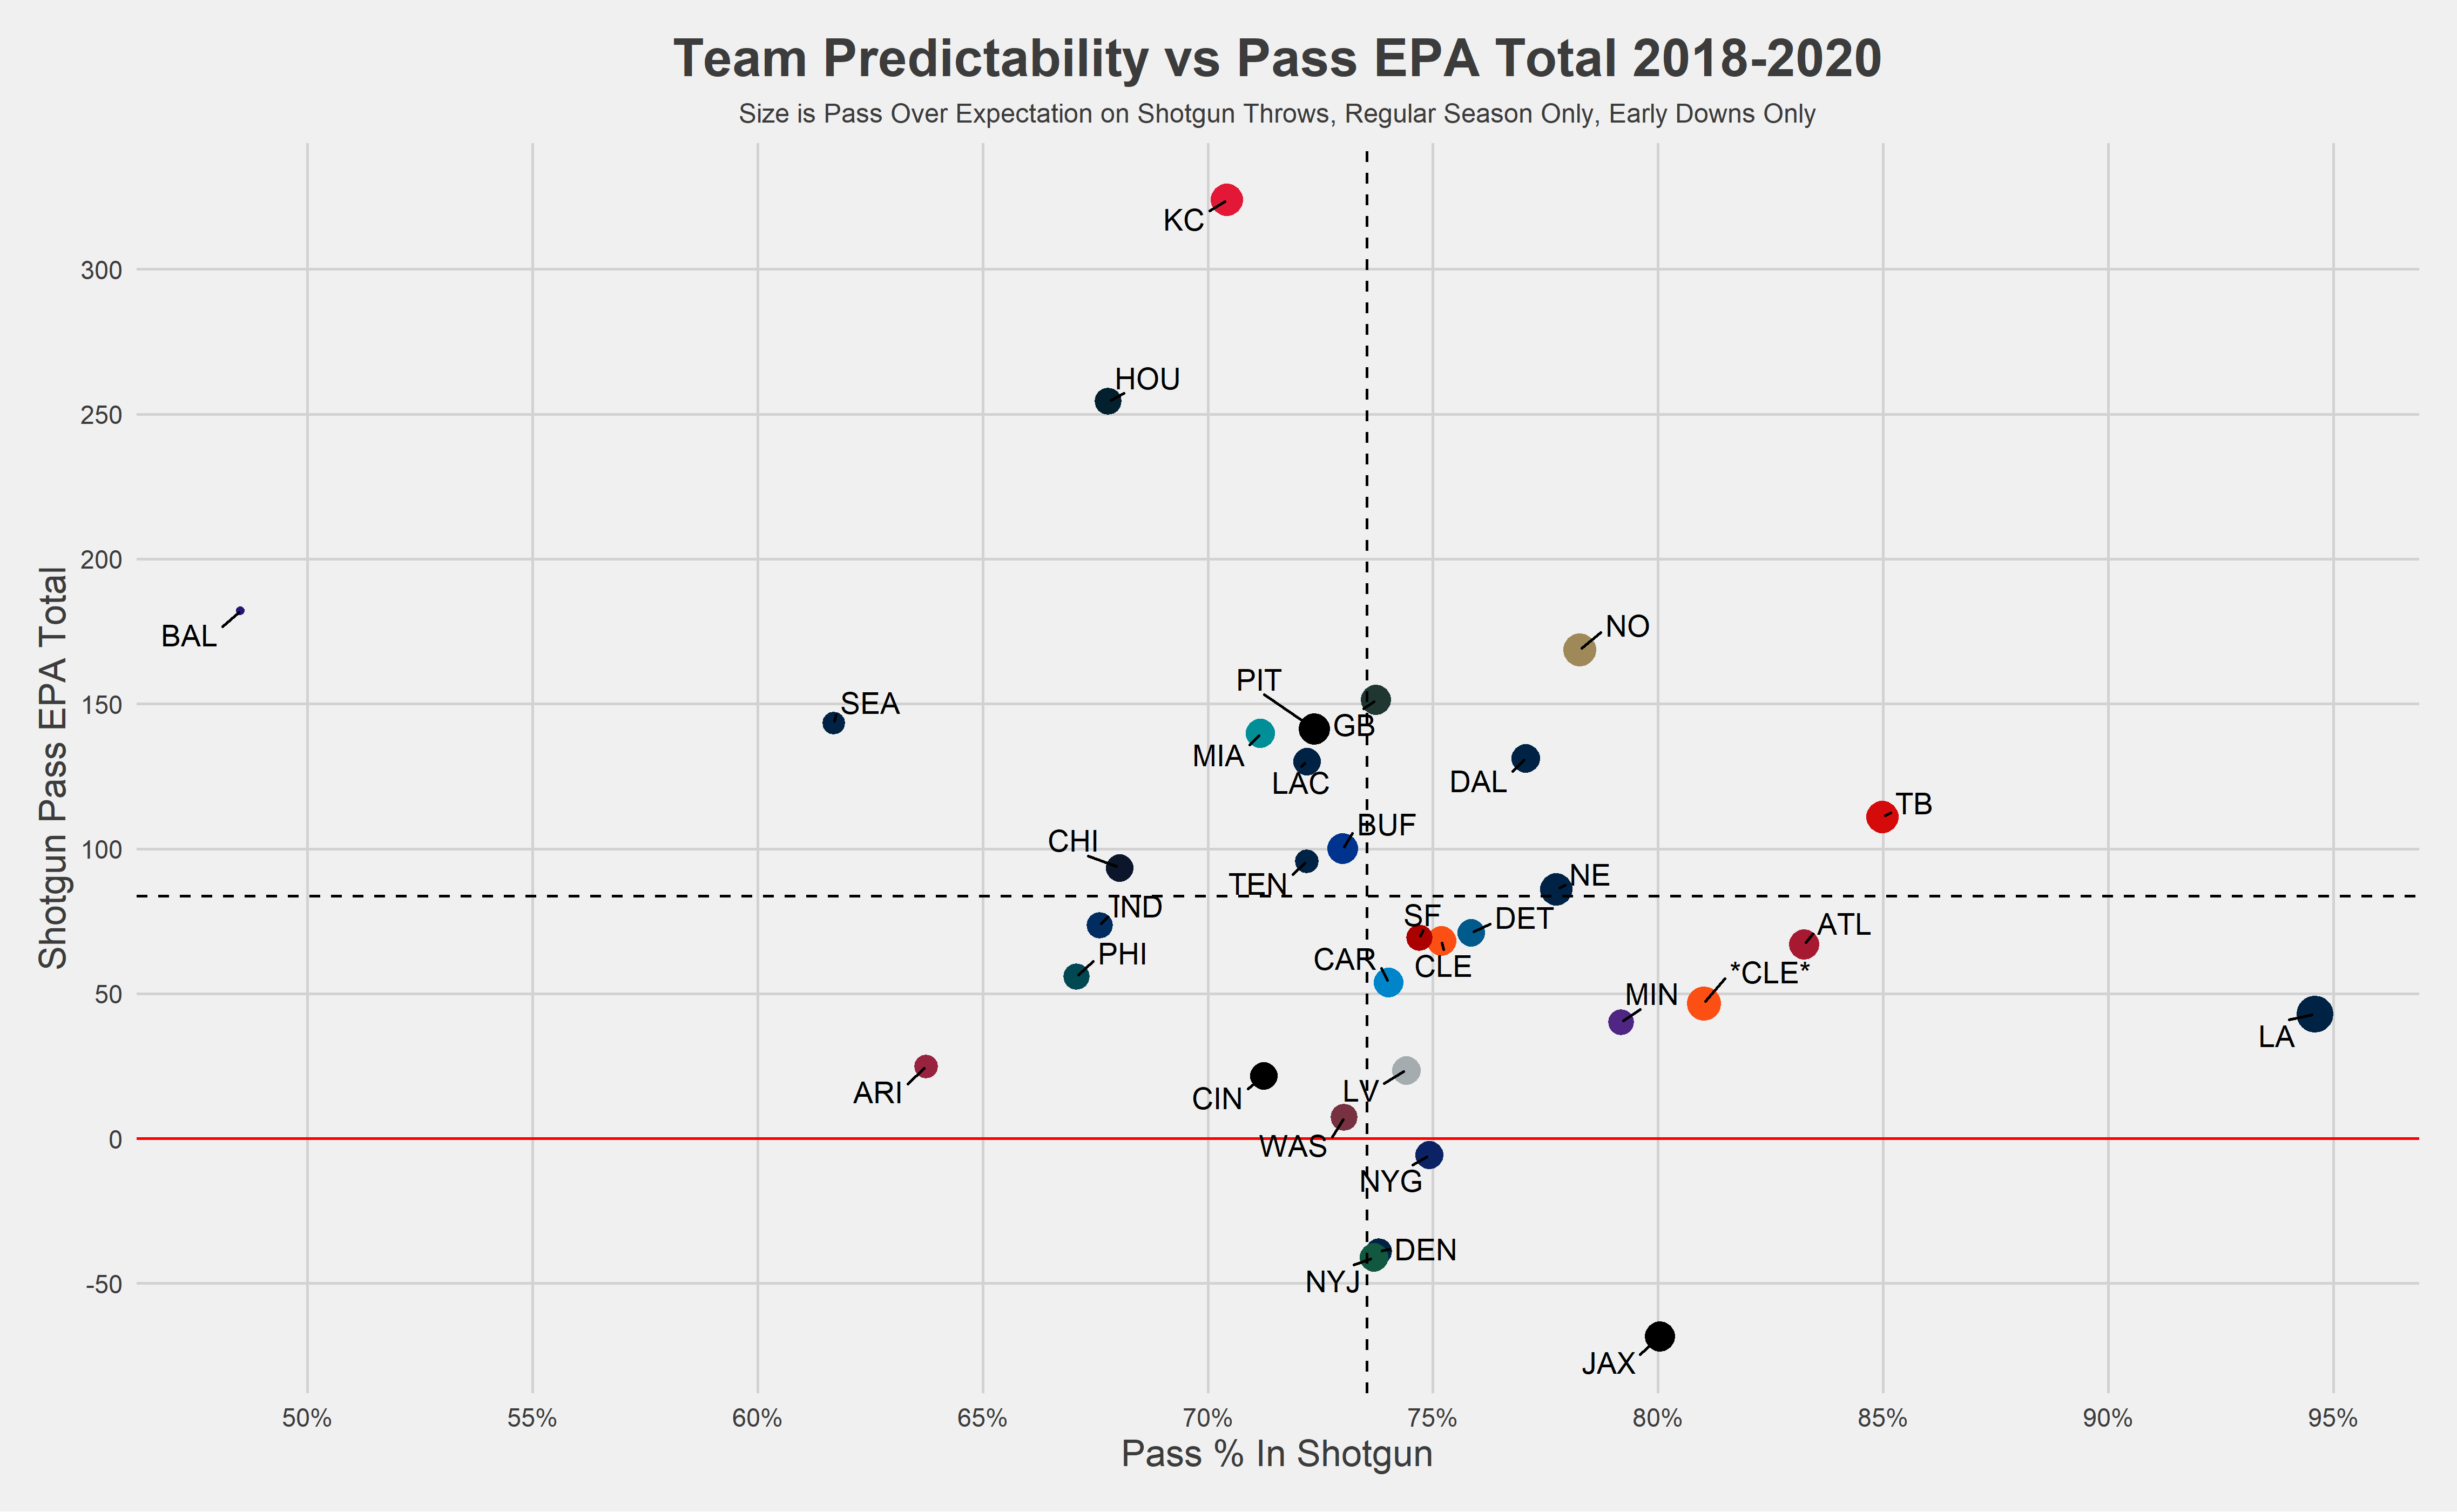 Team Predictability vs Pass EPA Total 2018-2020
Size is Pass Over Expectation on Shotgun Throws, Regular Season Only, Early Downs Only
Shotgun Pass EPA Total
300
250
200
150
100
50
0
-50
KC
HOU
BAL
NO
PIT
SEA
GB
MIA
LAC
DAL
TB
BUF
CHI
TEN
NE
IND
SF
DET
ATL
PHI
CAR
CLE
*CLE*
MIN
LA
ARI
CIN
LV
WAS
NYG
DEN
NYJ
JAX
50%
55%
60%
65%
70%
75%
80%
85%
90%
95%
Pass % In Shotgun